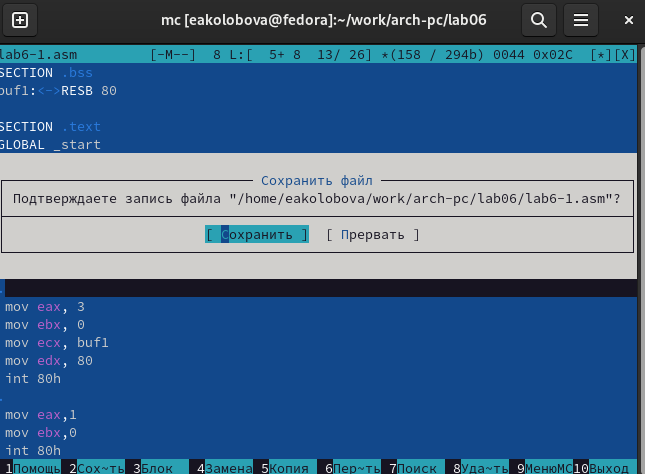 mc [eakolobova@fedora]:~/work/arch-pc/lab06
lab6-1.asm [-M--] 8 L:[ 5+ 8 13/ 26] *(158 / 294b) 0044 0x02C [*][X]
SECTION .bss
buf1:<->RESB 80
SECTION .text
GLOBAL _start
Сохранить файл
Подтверждаете запись файла "/home/eakolobova/work/arch-pc/lab06/lab6-1.asm"?
[ Сохранить ] [ Прервать ]
mov eax, 3
mov ebx, 0
mov ecx, buf1
mov edx, 80
int 80h
mov eax,1
mov ebx,0
int 80h
1Помощь 2Сох~ть 3Блок 4Замена 5Копия 6Пер~ть 7Поиск 8Уда~ть 9МенюMC 10Выход